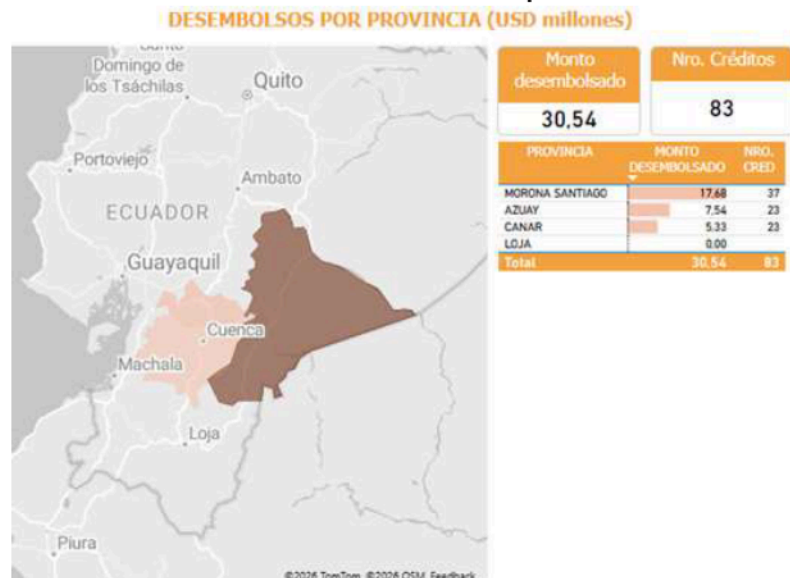 DESEMBOLSOS POR PROVINCIA (USD millones)
Domingo de
los Tsáchilas
Quito
Portoviejo
Ambato
ECUADOR
Guayaquil
Cuenca
Machala
Loja
Piura
©2026 TomTom, ©2026 OSM, Feedback
Monto
desembolsado
30,54
Nro. Créditos
83
PROVINCIA MONTO DESEMBOLSADO NRO. CRED
MORONA SANTIAGO 17,68 37
AZUAY 7,54 23
CANAR 5,33 23
LOJA 0,00
Total 30,54 83